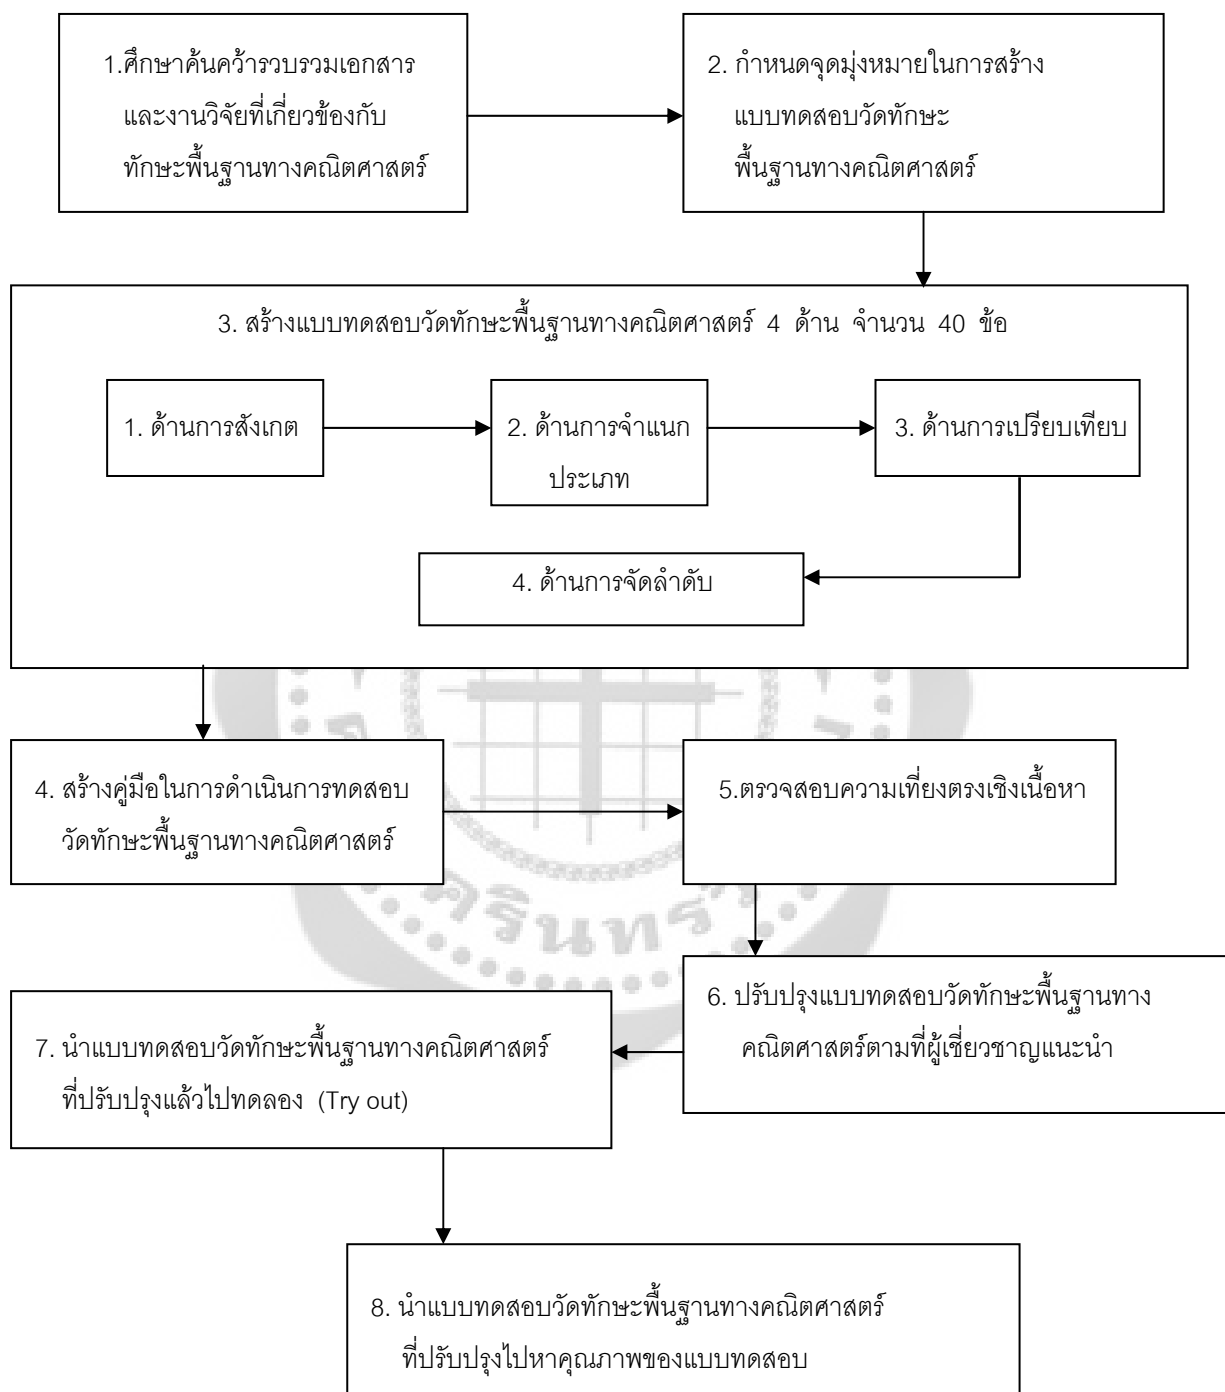 1.ศึกษาค้นคว้ารวบรวมเอกสาร
และงานวิจัยที่เกี่ยวข้องกับ
ทักษะพื้นฐานทางคณิตศาสตร์
2. กำหนดจุดมุ่งหมายในการสร้าง
แบบทดสอบวัดทักษะ
พื้นฐานทางคณิตศาสตร์
3. สร้างแบบทดสอบวัดทักษะพื้นฐานทางคณิตศาสตร์ 4 ด้าน จำนวน 40 ข้อ
1. ด้านการสังเกต
2. ด้านการจำแนก
ประเภท
3. ด้านการเปรียบเทียบ
4. ด้านการจัดลำดับ
4. สร้างคู่มือในการดำเนินการทดสอบ
วัดทักษะพื้นฐานทางคณิตศาสตร์
5.ตรวจสอบความเที่ยงตรงเชิงเนื้อหา
6. ปรับปรุงแบบทดสอบวัดทักษะพื้นฐานทาง
คณิตศาสตร์ตามที่ผู้เชี่ยวชาญแนะนำ
7. นำแบบทดสอบวัดทักษะพื้นฐานทางคณิตศาสตร์
ที่ปรับปรุงแล้วไปทดลอง (Try out)
8. นำแบบทดสอบวัดทักษะพื้นฐานทางคณิตศาสตร์
ที่ปรับปรุงไปหาคุณภาพของแบบทดสอบ